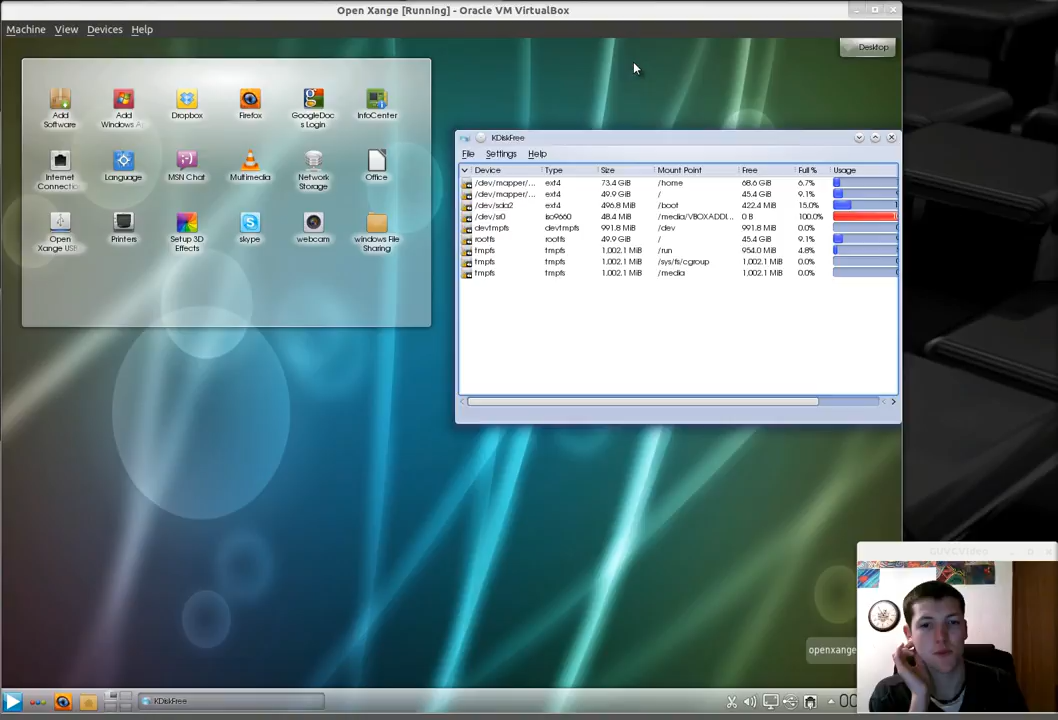 Open Xange [Running] - Oracle VM VirtualBox
Machine View Devices Help
Desktop
Add Software
Add Windows A
Dropbox
Firefox
GoogleDoc s Login
InfoCenter
Internet Connectio
Language
MSN Chat
Multimedia
Network Storage
Office
Open Xange US
Printers
Setup 3D Effects
skype
webcam
windows File Sharing
KDiskFree
File Settings Help
Device Type Size Mount Point Free Full % Usage
/dev/mapper/... ext4 73.4 GiB /home 68.6 GiB 6.7%
/dev/mapper/... ext4 49.9 GiB / 45.4 GiB 9.1%
/dev/sda2 ext4 496.8 MiB /boot 422.4 MiB 15.0%
/dev/sr0 iso9660 48.4 MiB /media/VBOXADDI... 0 B 100.0%
devtmpfs devtmpfs 991.8 MiB /dev 991.8 MiB 0.0%
rootfs rootfs 49.9 GiB / 45.4 GiB 9.1%
tmpfs tmpfs 1,002.1 MiB /run 954.0 MiB 4.8%
tmpfs tmpfs 1,002.1 MiB /sys/fs/cgroup 1,002.1 MiB 0.0%
tmpfs tmpfs 1,002.1 MiB /media 1,002.1 MiB 0.0%
GUVCVideo
openxange
KDiskFree